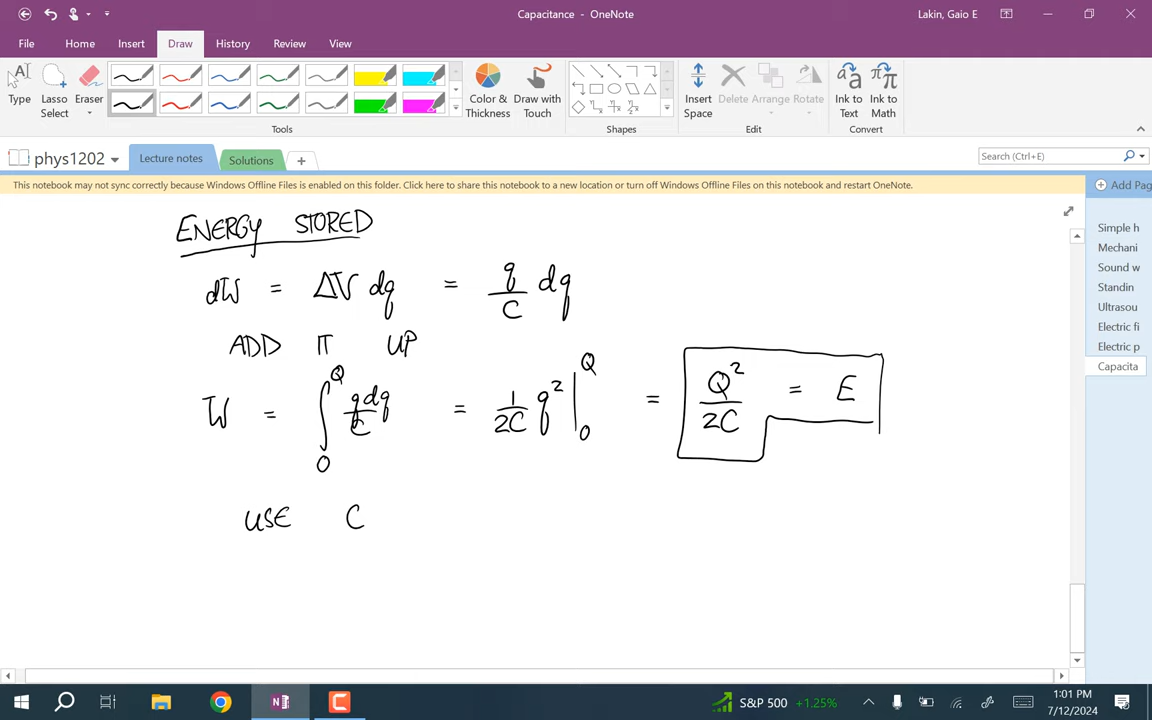 Capacitance - OneNote
Lakin, Gaio E
File Home Insert Draw History Review View
Type
Lasso Select
Eraser
Color & Thickness
Draw with Touch
Insert Space
Delete
Arrange
Rotate
Ink to Text
Ink to Math
Tools
Shapes
Edit
Convert
phys1202
Lecture notes
Solutions
Search (Ctrl+E)
This notebook may not sync correctly because Windows Offline Files is enabled on this folder. Click here to share this notebook to a new location or turn off Windows Offline Files on this notebook and restart OneNote.
Add Pag
Simple h
Mechani
Sound w
Standin
Ultrasou
Electric fi
Electric p
Capacita
ENERGY STORED
dW = ΔV dq = q/C dq
ADD IT UP
W = ∫₀^Q q dq/C = 1/2C q² |₀^Q = Q²/2C = E
USE C
S&P 500 +1.25%
1:01 PM
7/12/2024